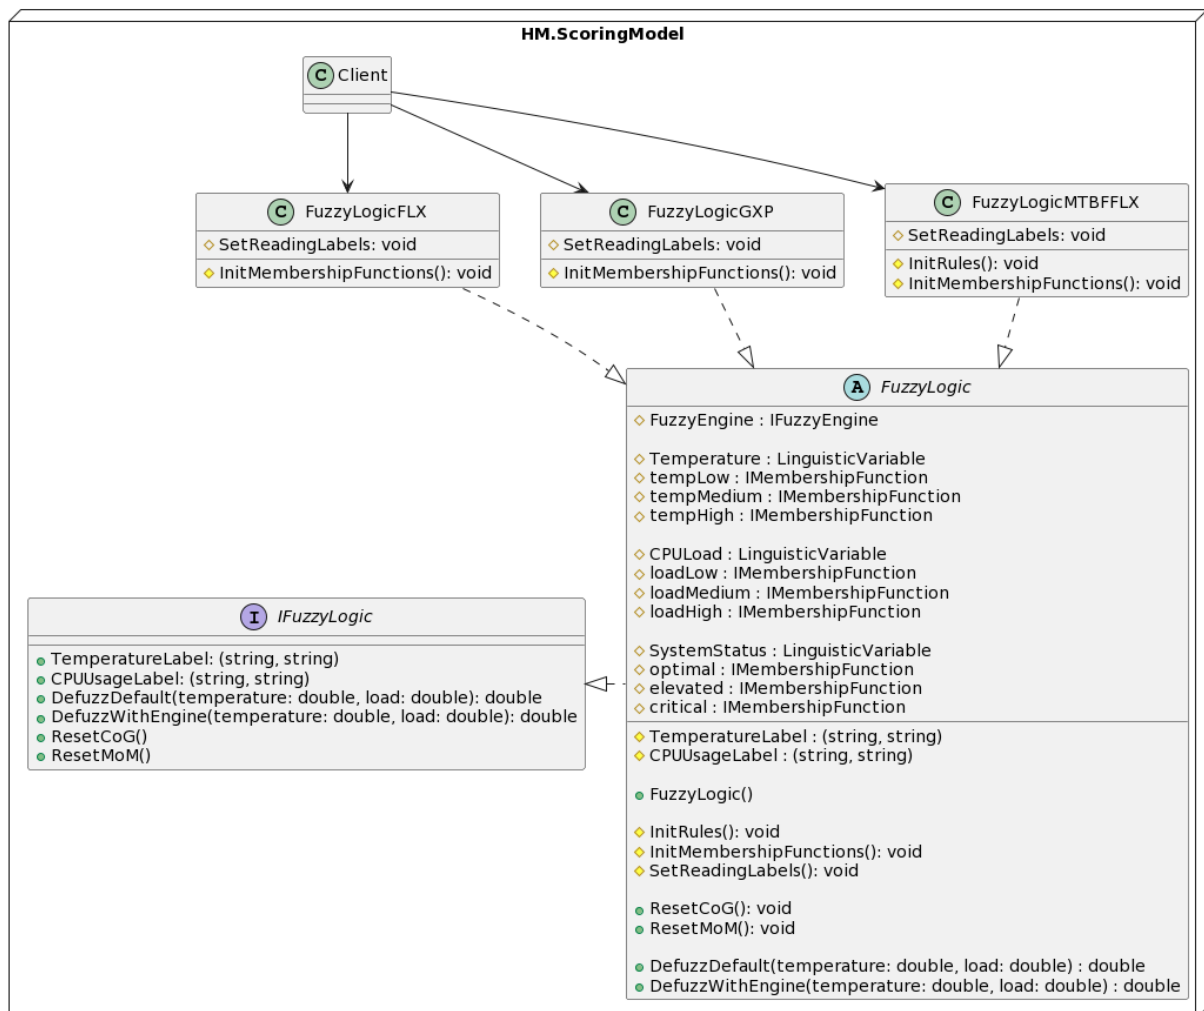 HM.ScoringModel
C Client
C FuzzyLogicFLX
SetReadingLabels: void
InitMembershipFunctions(): void
C FuzzyLogicGXP
SetReadingLabels: void
InitMembershipFunctions(): void
C FuzzyLogicMTBFFLX
SetReadingLabels: void
InitRules(): void
InitMembershipFunctions(): void
A FuzzyLogic
FuzzyEngine : IFuzzyEngine
Temperature : LinguisticVariable
tempLow : IMembershipFunction
tempMedium : IMembershipFunction
tempHigh : IMembershipFunction
CPULoad : LinguisticVariable
loadLow : IMembershipFunction
loadMedium : IMembershipFunction
loadHigh : IMembershipFunction
SystemStatus : LinguisticVariable
optimal : IMembershipFunction
elevated : IMembershipFunction
critical : IMembershipFunction
TemperatureLabel : (string, string)
CPUUsageLabel : (string, string)
FuzzyLogic()
InitRules(): void
InitMembershipFunctions(): void
SetReadingLabels(): void
ResetCoG(): void
ResetMoM(): void
DefuzzDefault(temperature: double, load: double) : double
DefuzzWithEngine(temperature: double, load: double) : double
I IFuzzyLogic
TemperatureLabel: (string, string)
CPUUsageLabel: (string, string)
DefuzzDefault(temperature: double, load: double): double
DefuzzWithEngine(temperature: double, load: double): double
ResetCoG()
ResetMoM()